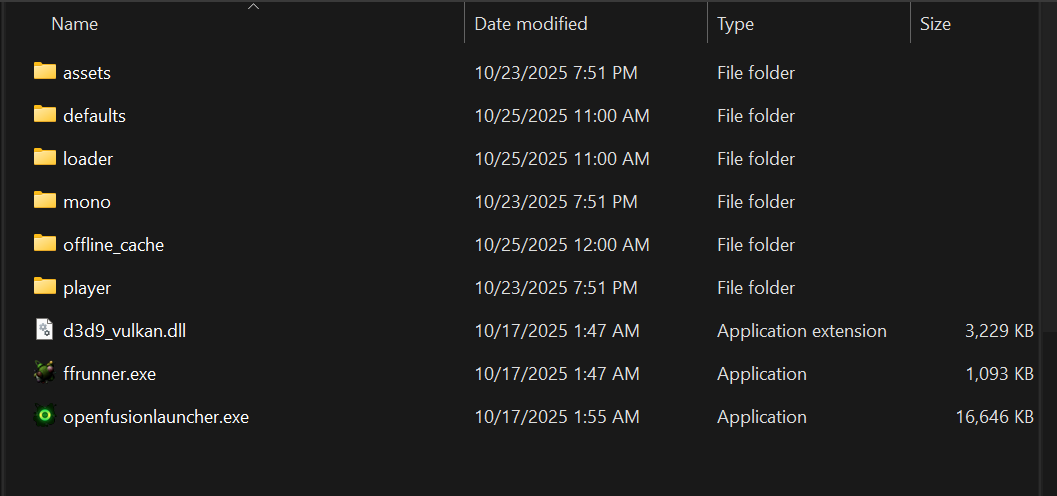 Name Date modified Type Size
assets 10/23/2025 7:51 PM File folder
defaults 10/25/2025 11:00 AM File folder
loader 10/25/2025 11:00 AM File folder
mono 10/23/2025 7:51 PM File folder
offline_cache 10/25/2025 12:00 AM File folder
player 10/23/2025 7:51 PM File folder
d3d9_vulkan.dll 10/17/2025 1:47 AM Application extension 3,229 KB
ffrunner.exe 10/17/2025 1:47 AM Application 1,093 KB
openfusionlauncher.exe 10/17/2025 1:55 AM Application 16,646 KB